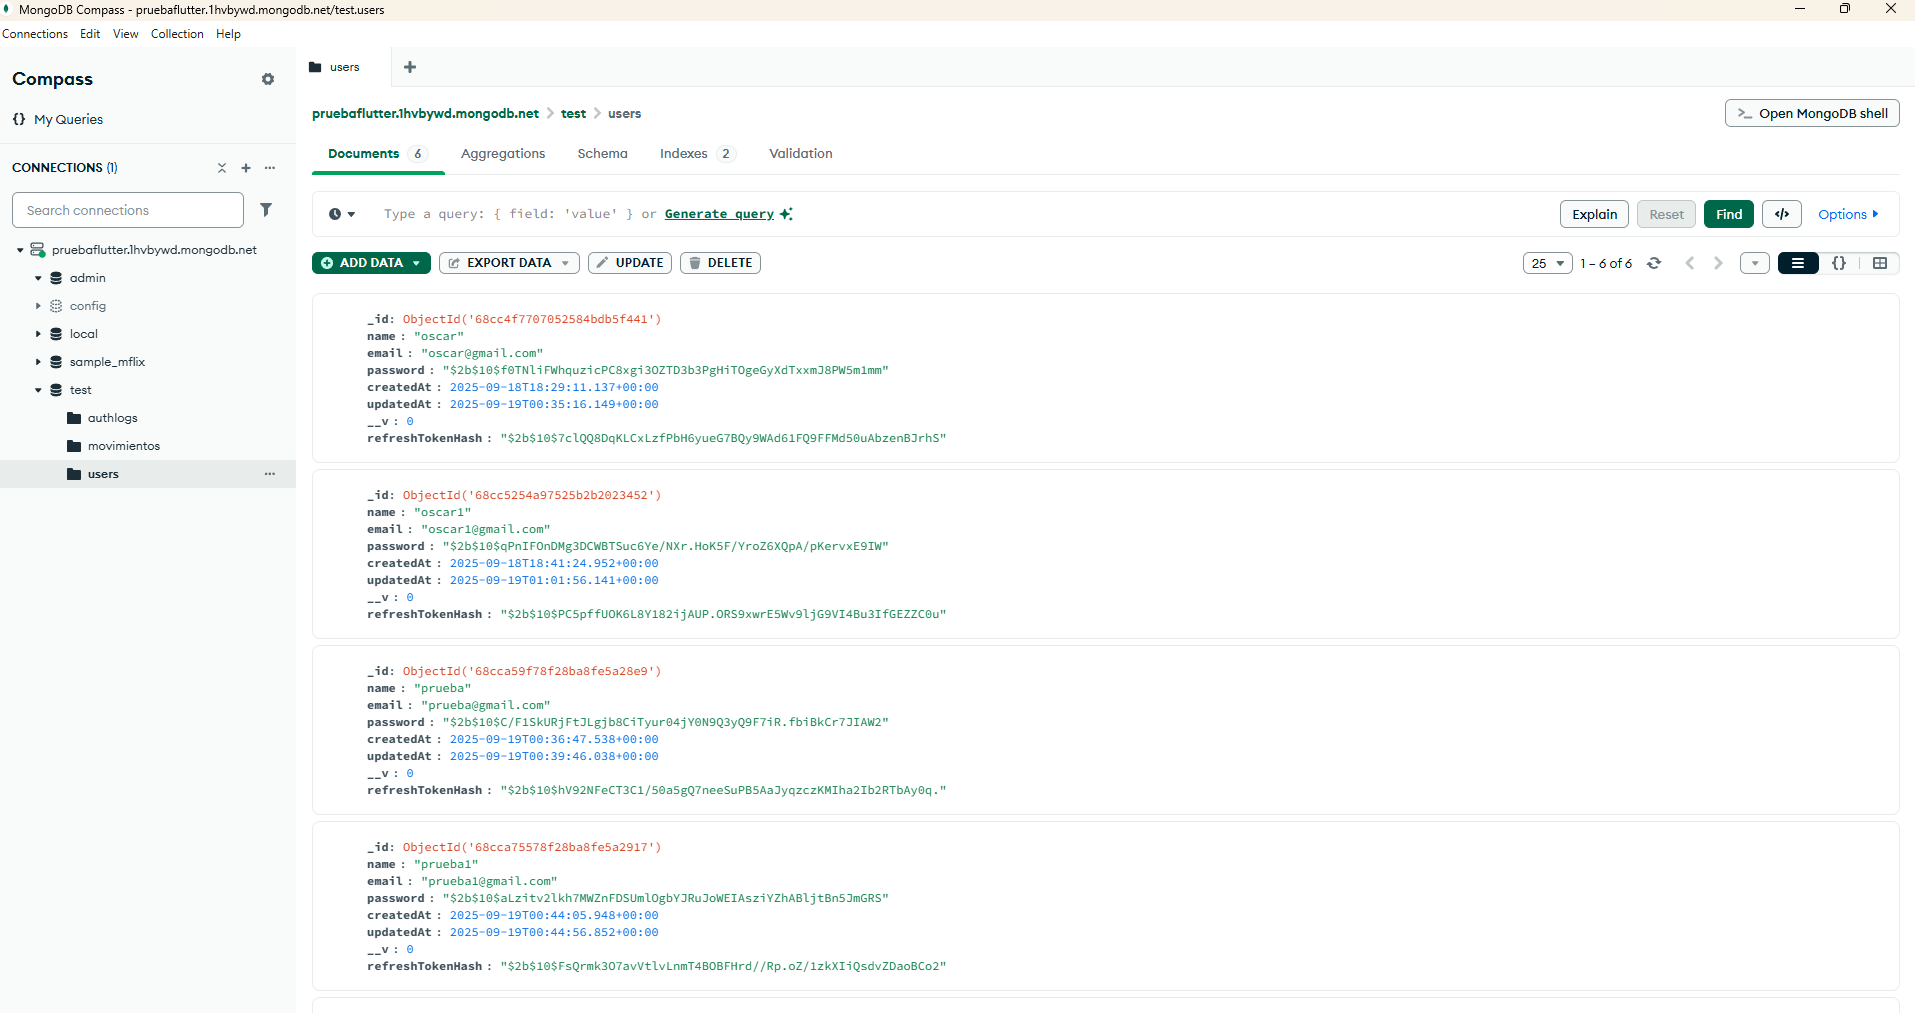 MongoDB Compass - pruebaflutter.1hvbywd.mongodb.net/test.users
Connections Edit View Collection Help
Compass
My Queries
CONNECTIONS (1)
Search connections
pruebaflutter.1hvbywd.mongodb.net
admin
config
local
sample_mflix
test
authlogs
movimientos
users
users
pruebaflutter.1hvbywd.mongodb.net > test > users
>_ Open MongoDB shell
Documents 6 Aggregations Schema Indexes 2 Validation
Type a query: { field: 'value' } or Generate query
Explain Reset Find </> Options
ADD DATA EXPORT DATA UPDATE DELETE
25 1 – 6 of 6 {}
_id: ObjectId('68cc4f7707052584bdb5f441')
name : "oscar"
email : "oscar@gmail.com"
password : "$2b$10$f0TNliFWhquzicPC8xgi3OZTD3b3PgHiTOgeGyXdTxxmJ8PW5m1mm"
createdAt : 2025-09-18T18:29:11.137+00:00
updatedAt : 2025-09-19T00:35:16.149+00:00
__v : 0
refreshTokenHash : "$2b$10$7clQQ8DqKLCxLzfPbH6yueG7BQy9WAd61FQ9FFMd50uAbzenBJrhS"
_id: ObjectId('68cc5254a97525b2b2023452')
name : "oscar1"
email : "oscar1@gmail.com"
password : "$2b$10$qPnIFOnDMg3DCWBTSuc6Ye/NXr.HoK5F/YroZ6XQpA/pKervxE9IW"
createdAt : 2025-09-18T18:41:24.952+00:00
updatedAt : 2025-09-19T01:01:56.141+00:00
__v : 0
refreshTokenHash : "$2b$10$PC5pffUOK6L8Y182ijAUP.ORS9xwrE5Wv9ljG9VI4Bu3IfGEZZC0u"
_id: ObjectId('68cca59f78f28ba8fe5a28e9')
name : "prueba"
email : "prueba@gmail.com"
password : "$2b$10$C/F1SkURjFtJLgjb8CiTyur04jY0N9Q3yQ9F7iR.fbiBkCr7JIAW2"
createdAt : 2025-09-19T00:36:47.538+00:00
updatedAt : 2025-09-19T00:39:46.038+00:00
__v : 0
refreshTokenHash : "$2b$10$hV92NFeCT3C1/50a5gQ7neeSuPB5AaJyqzczKMIha2Ib2RTbAy0q."
_id: ObjectId('68cca75578f28ba8fe5a2917')
name : "prueba1"
email : "prueba1@gmail.com"
password : "$2b$10$aLzitv2lkh7MWZnFDSUmlOgbYJRuJoWEIAsziYZhABljtBn5JmGRS"
createdAt : 2025-09-19T00:44:05.948+00:00
updatedAt : 2025-09-19T00:44:56.852+00:00
__v : 0
refreshTokenHash : "$2b$10$FsQrmk3O7avVtlvLnmT4BOBFHrd//Rp.oZ/1zkXIiQsdvZDaoBCo2"